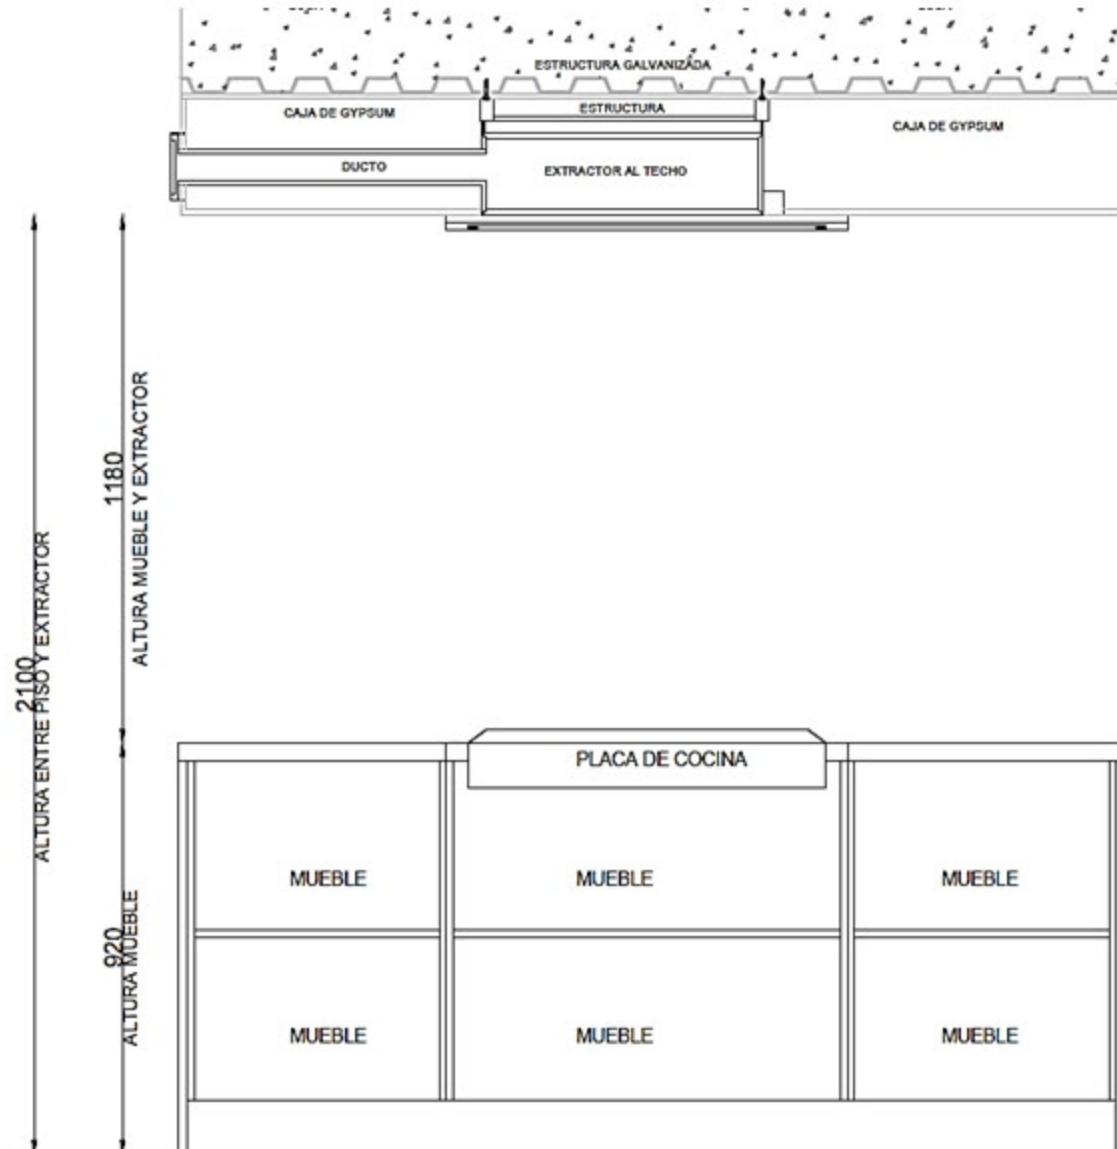 ESTRUCTURA GALVANIZADA
CAJA DE GYPSUM
ESTRUCTURA
CAJA DE GYPSUM
DUCTO
EXTRACTOR AL TECHO
1180
ALTURA MUEBLE Y EXTRACTOR
2100
ALTURA ENTRE PISO Y EXTRACTOR
PLACA DE COCINA
MUEBLE
MUEBLE
MUEBLE
920
ALTURA MUEBLE
MUEBLE
MUEBLE
MUEBLE